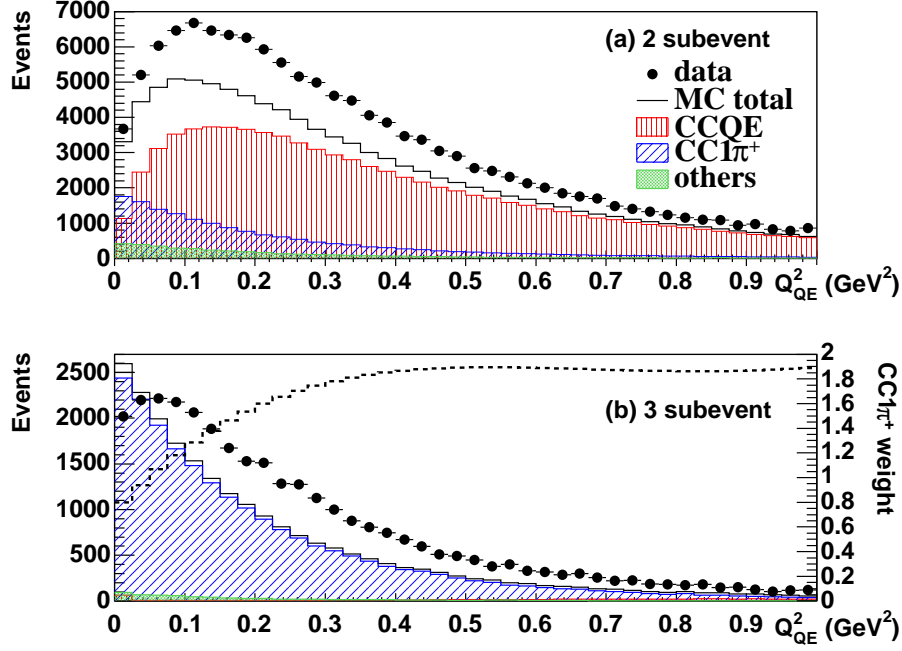 Events
7000
6000
5000
4000
3000
2000
1000
0
(a) 2 subevent
data
MC total
CCQE
CC1π⁺
others
0 0.1 0.2 0.3 0.4 0.5 0.6 0.7 0.8 0.9 Q²QE (GeV²)
Events
2500
2000
1500
1000
500
0
(b) 3 subevent
2
1.8
1.6
1.4
1.2
1
0.8
0.6
0.4
0.2
0
CC1π⁺ weight
0 0.1 0.2 0.3 0.4 0.5 0.6 0.7 0.8 0.9 Q²QE (GeV²)